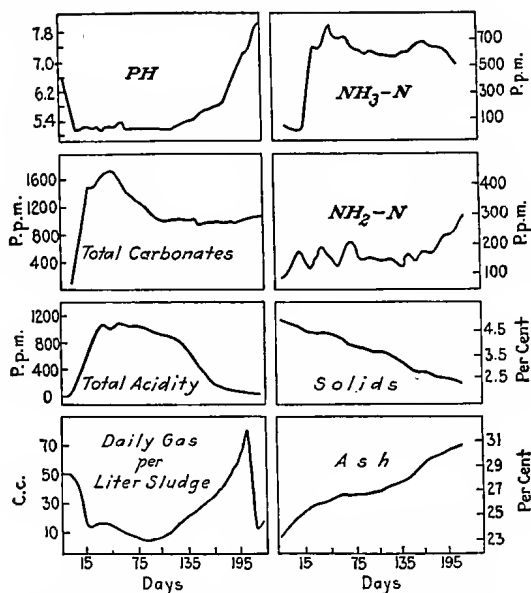 7.8
7.0
6.2
5.4
PH
NH3-N
700
500
300
100
P.p.m.
P.p.m.
1600
1200
800
400
Total Carbonates
NH2-N
400
300
200
100
P.p.m.
P.p.m.
1200
800
400
0
Total Acidity
Solids
4.5
3.5
2.5
Per Cent
C.c.
70
50
30
10
Daily Gas
per
Liter Sludge
Ash
31
29
27
25
23
Per Cent
15 75 135 195
Days
15 75 135 195
Days